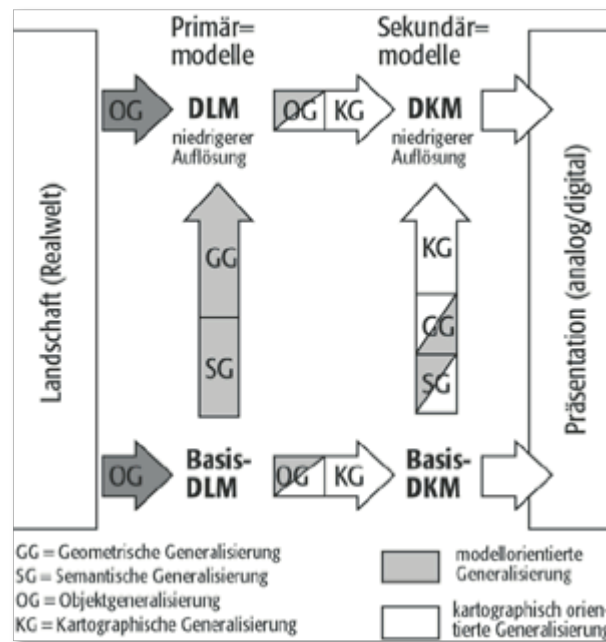 Primär=
modelle
Sekundär=
modelle
Landschaft (Realwelt)
OG
DLM
niedrigerer
Auflösung
OG
KG
DKM
niedrigerer
Auflösung
Präsentation (analog/digital)
GG
SG
KG
GG
SG
OG
Basis-
DLM
OG
KG
Basis-
DKM
GG = Geometrische Generalisierung
SG = Semantische Generalisierung
OG = Objektgeneralisierung
KG = Kartographische Generalisierung
modellorientierte
Generalisierung
kartographisch orien-
tierte Generalisierung